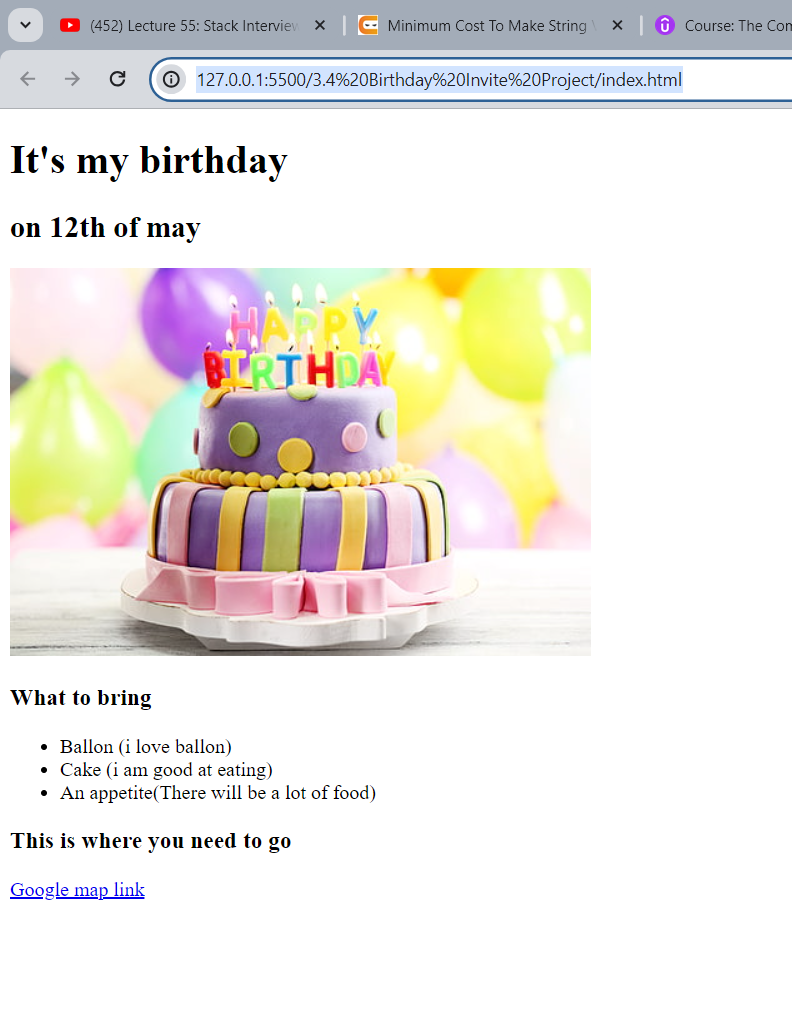 (452) Lecture 55: Stack Interview
Minimum Cost To Make String
Course: The Com
127.0.0.1:5500/3.4%20Birthday%20Invite%20Project/index.html
It's my birthday
on 12th of may
HAPPY
BIRTHDAY
What to bring
Ballon (i love ballon)
Cake (i am good at eating)
An appetite(There will be a lot of food)
This is where you need to go
Google map link